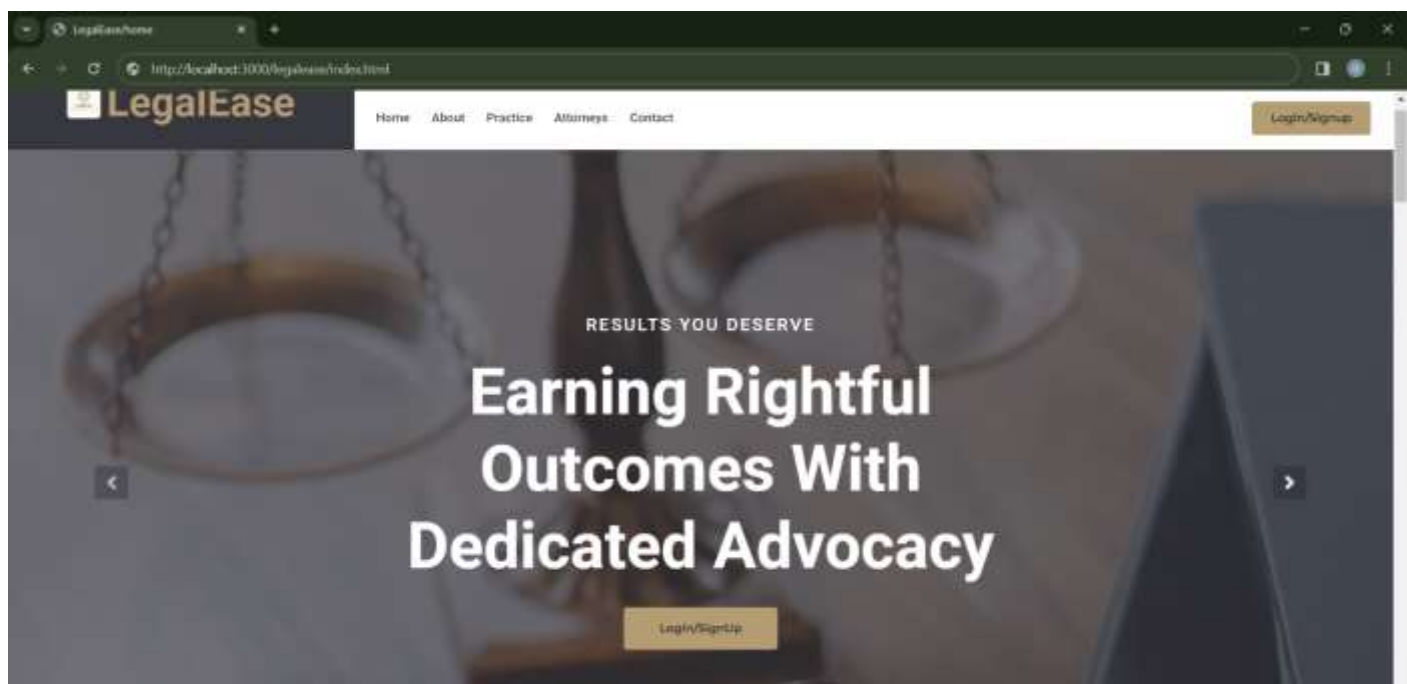 LegalEase/home
http://localhost:3000/legalease/index.html
LegalEase
Home About Practice Attorneys Contact
Login/Signup
RESULTS YOU DESERVE
Earning Rightful
Outcomes With
Dedicated Advocacy
Login/SignUp